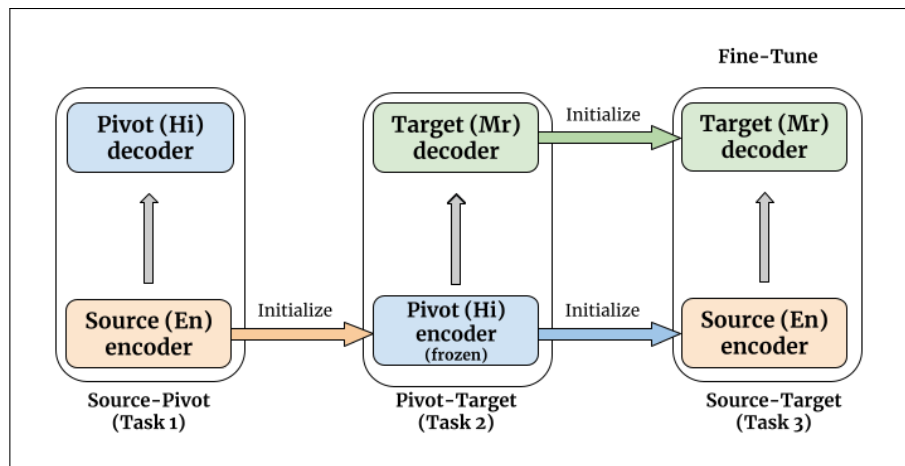 Fine-Tune
Pivot (Hi)
decoder
Target (Mr)
decoder
Initialize
Target (Mr)
decoder
Source (En)
encoder
Initialize
Pivot (Hi)
encoder
(frozen)
Initialize
Source (En)
encoder
Source-Pivot
(Task 1)
Pivot-Target
(Task 2)
Source-Target
(Task 3)